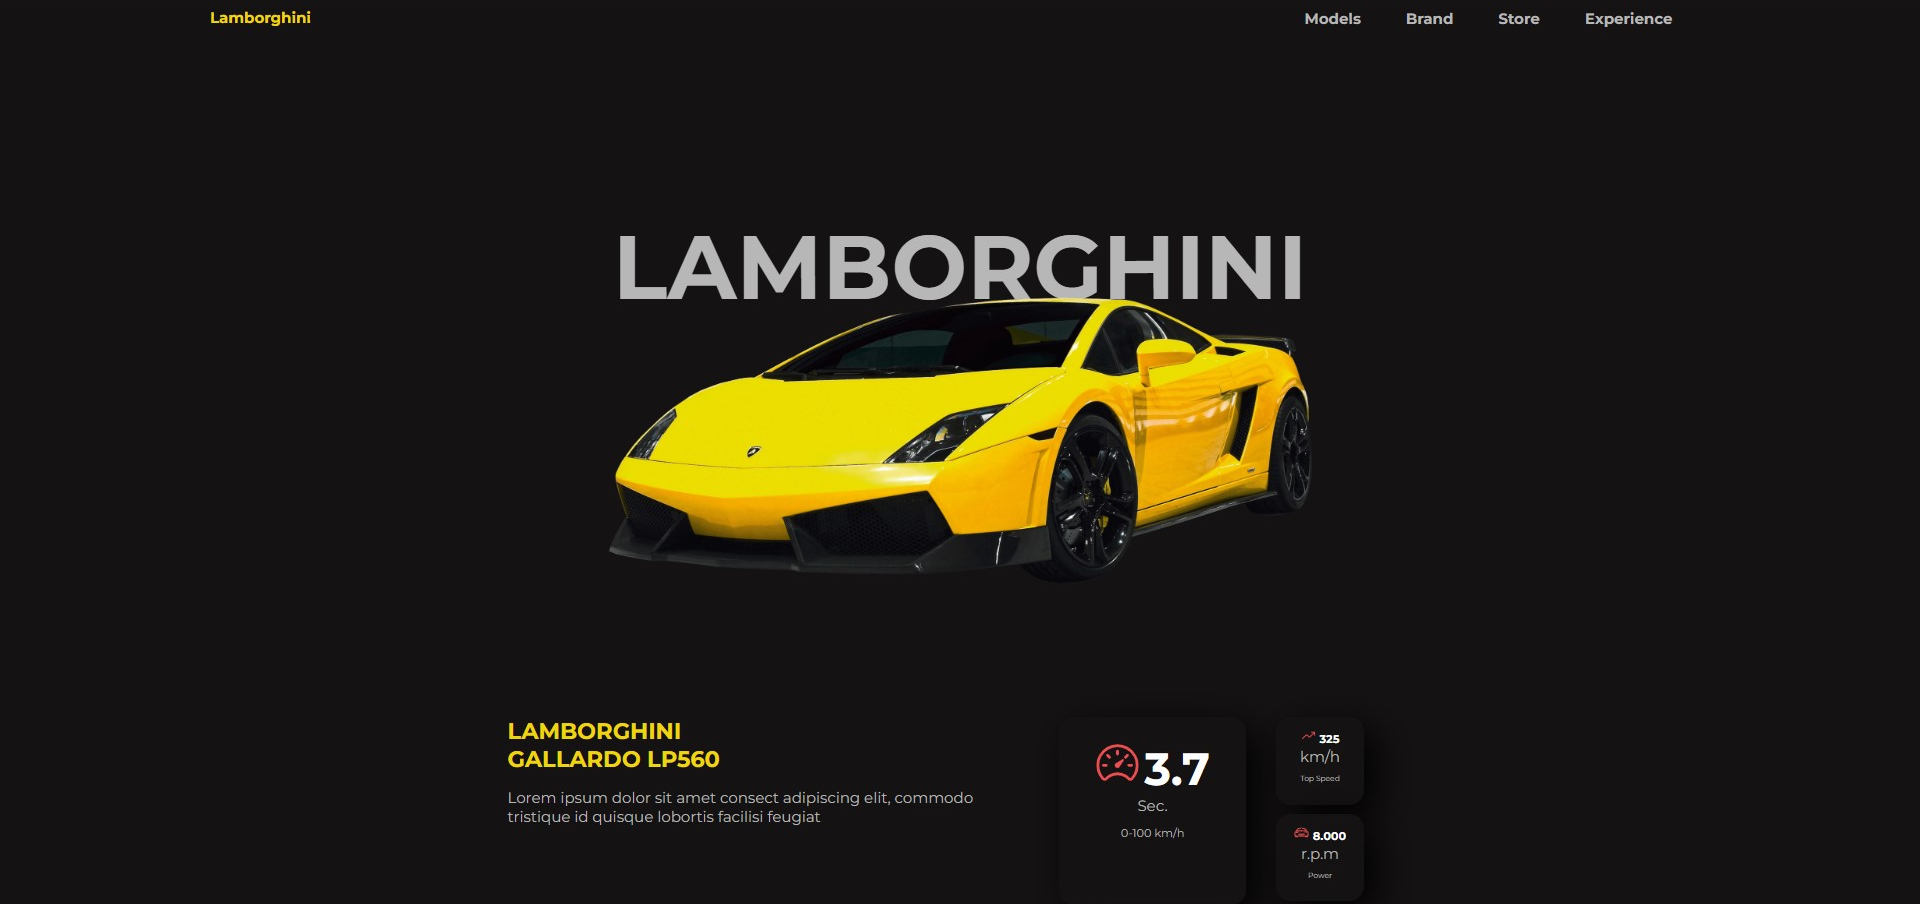 Lamborghini
Models Brand Store Experience
LAMBORGHINI
LAMBORGHINI
GALLARDO LP560
Lorem ipsum dolor sit amet consect adipiscing elit, commodo
tristique id quisque lobortis facilisi feugiat
3.7
Sec.
0-100 km/h
325
km/h
Top Speed
8.000
r.p.m
Power